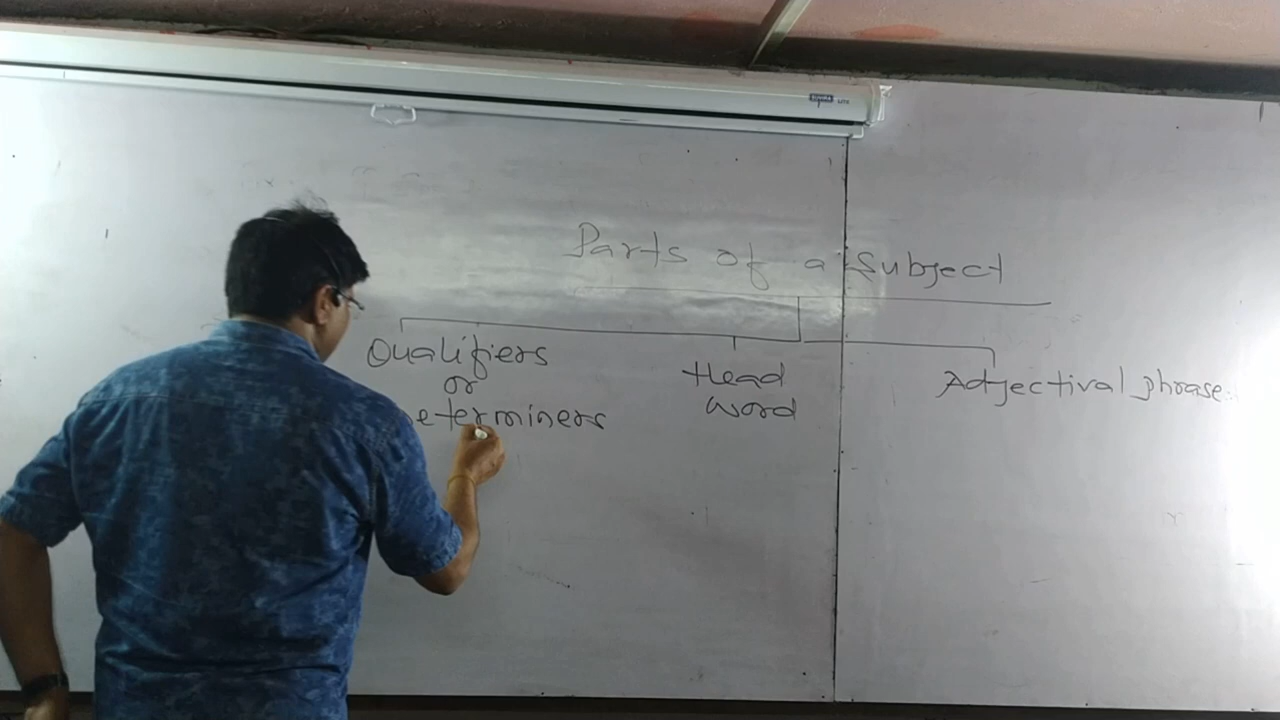 Parts of a Subject
Qualifiers
or
eterminers
Head
word
Adjectival phrase